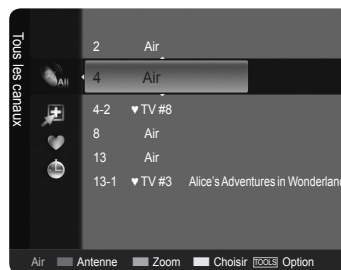 Tous les canaux
All
2 Air
4 Air
4-2 ♥ TV #8
8 Air
13 Air
13-1 ♥ TV #3 Alice's Adventures in Wonderland
Air Antenne Zoom Choisir TOOLS Option